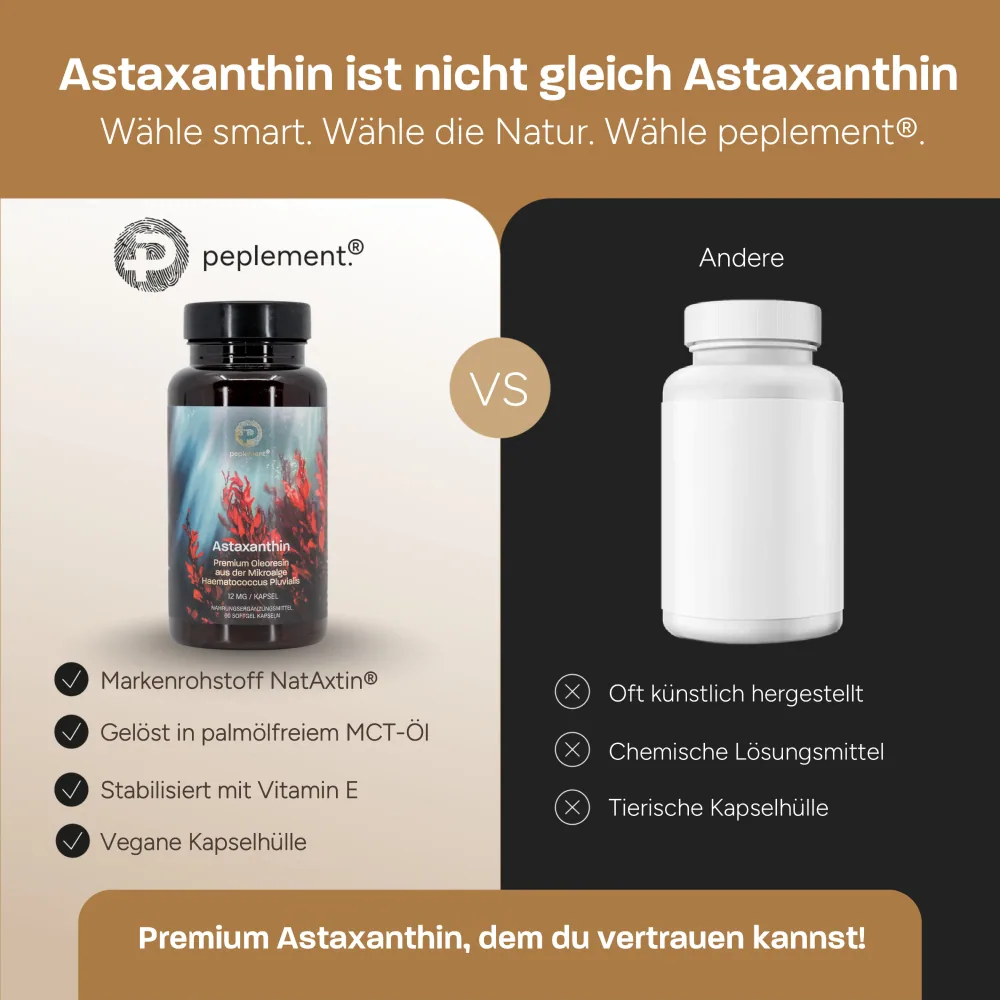 Astaxanthin ist nicht gleich Astaxanthin
Wähle smart. Wähle die Natur. Wähle peplement®.
peplement.®
Andere
VS
peplement.®
Astaxanthin
Premium Oleoresin
aus der Mikroalge
Haematococcus Pluvialis
12 MG / KAPSEL
NAHRUNGSERGÄNZUNGSMITTEL
60 SOFTGEL KAPSELN
Markenrohstoff NatAxtin®
Gelöst in palmölfreiem MCT-Öl
Stabilisiert mit Vitamin E
Vegane Kapselhülle
Oft künstlich hergestellt
Chemische Lösungsmittel
Tierische Kapselhülle
Premium Astaxanthin, dem du vertrauen kannst!